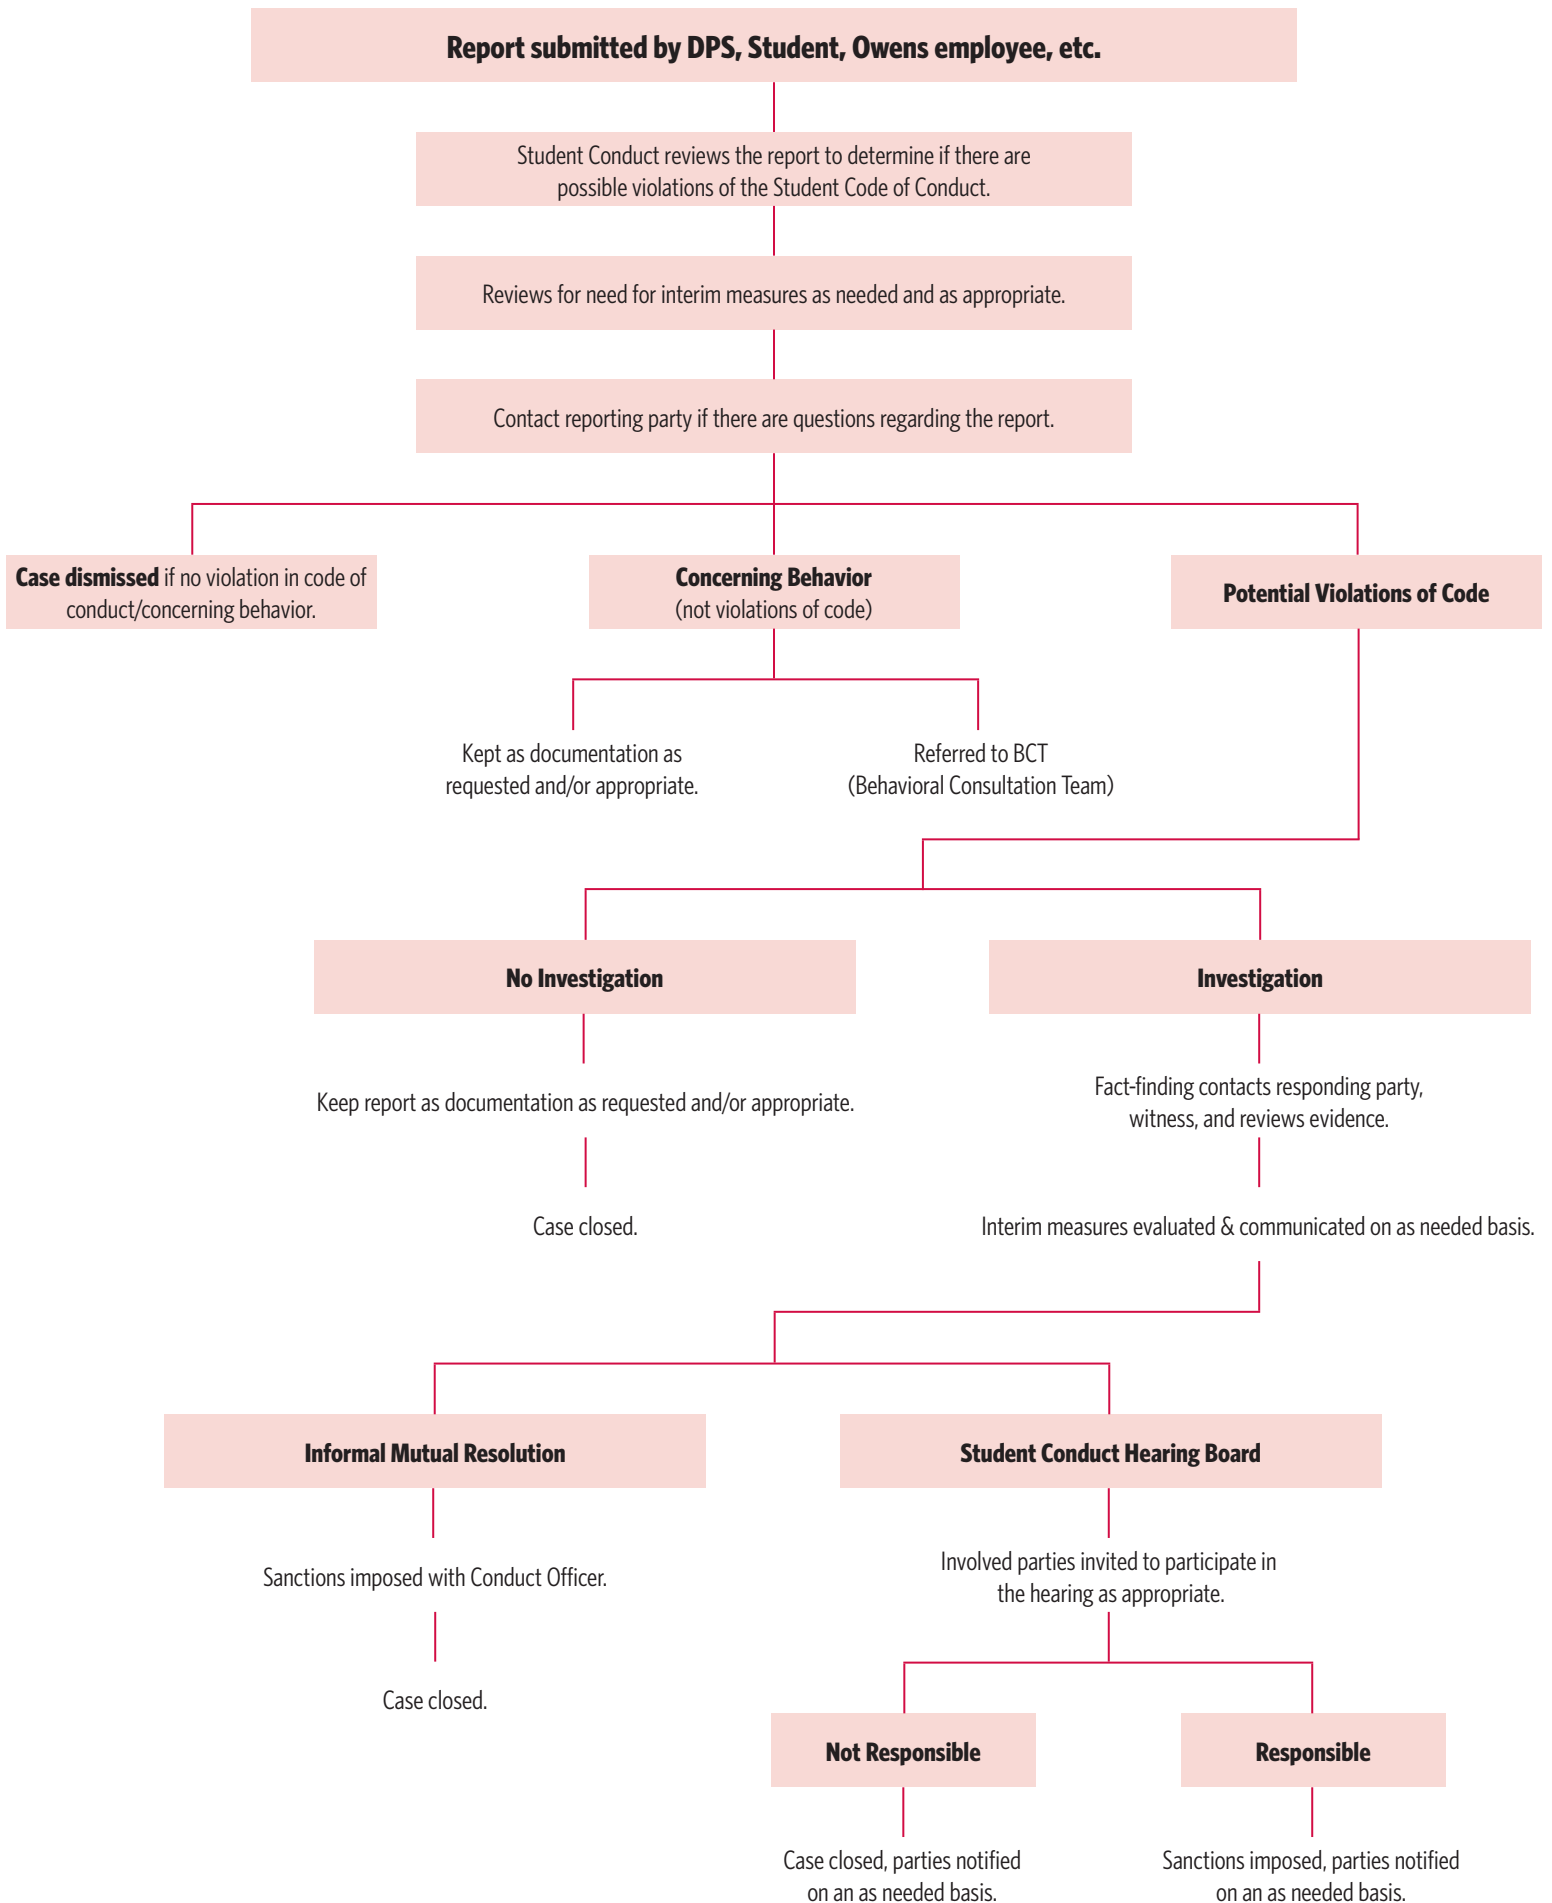 Report submitted by DPS, Student, Owens employee, etc.
Student Conduct reviews the report to determine if there are
possible violations of the Student Code of Conduct.
Reviews for need for interim measures as needed and as appropriate.
Contact reporting party if there are questions regarding the report.
Case dismissed if no violation in code of
conduct/concerning behavior.
Concerning Behavior
(not violations of code)
Potential Violations of Code
Kept as documentation as
requested and/or appropriate.
Referred to BCT
(Behavioral Consultation Team)
No Investigation
Investigation
Keep report as documentation as requested and/or appropriate.
Fact-finding contacts responding party,
witness, and reviews evidence.
Case closed.
Interim measures evaluated & communicated on as needed basis.
Informal Mutual Resolution
Student Conduct Hearing Board
Sanctions imposed with Conduct Officer.
Involved parties invited to participate in
the hearing as appropriate.
Case closed.
Not Responsible
Responsible
Case closed, parties notified
on an as needed basis.
Sanctions imposed, parties notified
on an as needed basis.